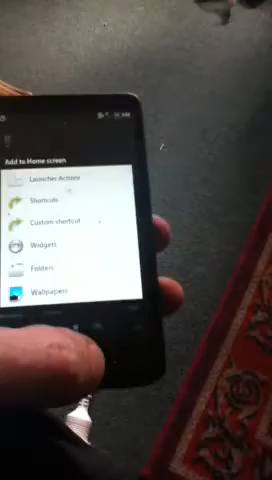 Add to Home screen
Launcher Actions
Shortcuts
Custom shortcut
Widgets
Folders
Wallpapers